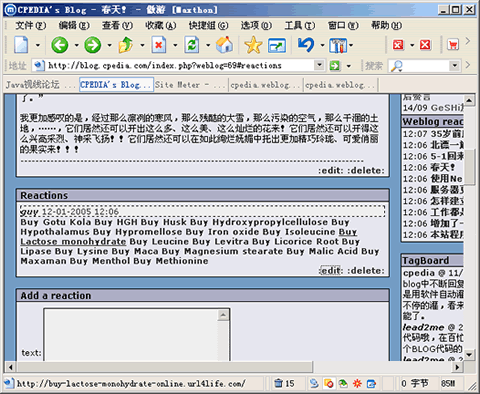 CPEDIA's Blog - 春天! - 傲游 [Maxthon]
文件(F) 编辑(E) 查看(V) 收藏(A) 快捷组(G) 选项(O) 工具(T) 窗口(W) 帮助(H)
地址 http://blog.cpedia.com/index.php?weblog=69#reactions 搜索
Java视线论坛 ... CPEDIA's Blog... Site Meter - ... cpedia.weblog... cpedia.weblog...
我更加感叹的是,经过那么凛冽的寒风,那么残酷的大雪,那么污染的空气,那么干涸的土
地,……,它们居然还可以开出这么多、这么美、这么灿烂的花来!它们居然还可以开得这
么兴高采烈、神采飞扬!!它们居然还可以在如此绚烂妩媚中托出更加精巧玲珑、可爱俏丽
的果实来!!!
:edit: :delete:
Reactions
guy 12-01-2005 12:06
Buy Gotu Kola Buy HGH Buy Husk Buy Hydroxypropylcellulose Buy
Hypothalamus Buy Hypromellose Buy Iron oxide Buy Isoleucine Buy
Lactose monohydrate Buy Leucine Buy Levitra Buy Licorice Root Buy
Lipase Buy Lysine Buy Maca Buy Magnesium stearate Buy Malic Acid Buy
Maxaman Buy Menthol Buy Methionine
:edit: :delete:
Add a reaction
text:
14/09 GeSHi
Weblog rea
12:07 35岁前
12:06 北漂一
12:06 5-1回来
12:06 春天!
12:06 使用Ne
12:06 服务器
12:06 怎样建
12:06 工作都
12:06 增加了一
12:06 本站程
TagBoard
cpedia @ 11/
blog中不断回复
是用软件自动灌
不停的灌,看来
能了。
lead2me @ 2
代码哦,在百忙
个BLOG代码的
lead2me @ 2
http://buy-lactose-monohydrate-online.url4life.com/ 15 0 字节 85M